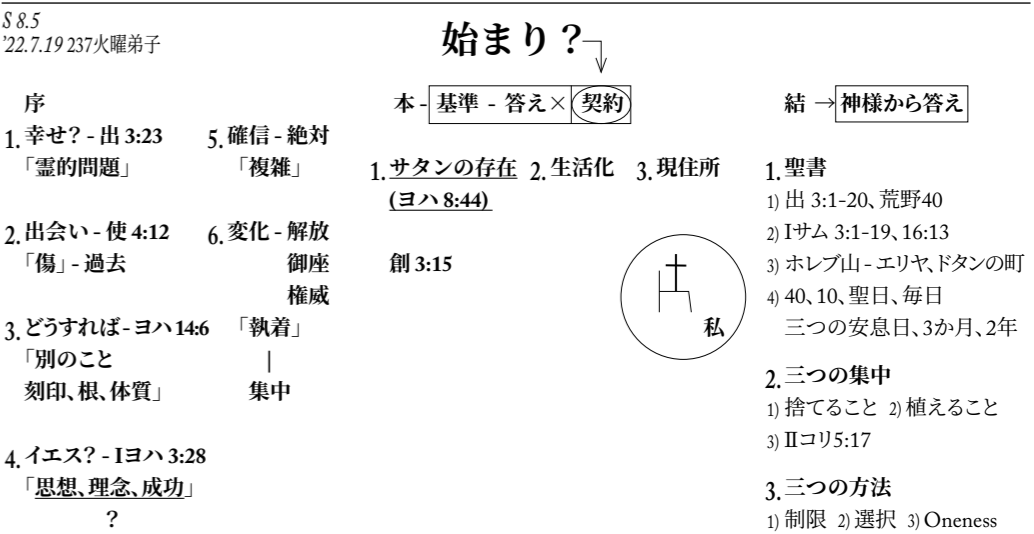 S 8.5
'22.7.19 237火曜弟子
始まり？
序
1. 幸せ？ - 出 3:23
「霊的問題」
2. 出会い - 使 4:12
「傷」- 過去
3. どうすれば - ヨハ 14:6
「別のこと
刻印、根、体質」
4. イエス？ - Iヨハ 3:28
「思想、理念、成功」
？
5. 確信 - 絶対
「複雑」
6. 変化 - 解放
御座
権威
「執着」
|
集中
本 - 基準 - 答え × 契約
1. サタンの存在
(ヨハ 8:44)
創 3:15
2. 生活化
3. 現住所
私
結 → 神様から答え
1. 聖書
1) 出 3:1-20、荒野40
2) Iサム 3:1-19、16:13
3) ホレブ山 - エリヤ、ドタンの町
4) 40、10、聖日、毎日
三つの安息日、3か月、2年
2. 三つの集中
1) 捨てること 2) 植えること
3) IIコリ5:17
3. 三つの方法
1) 制限 2) 選択 3) Oneness